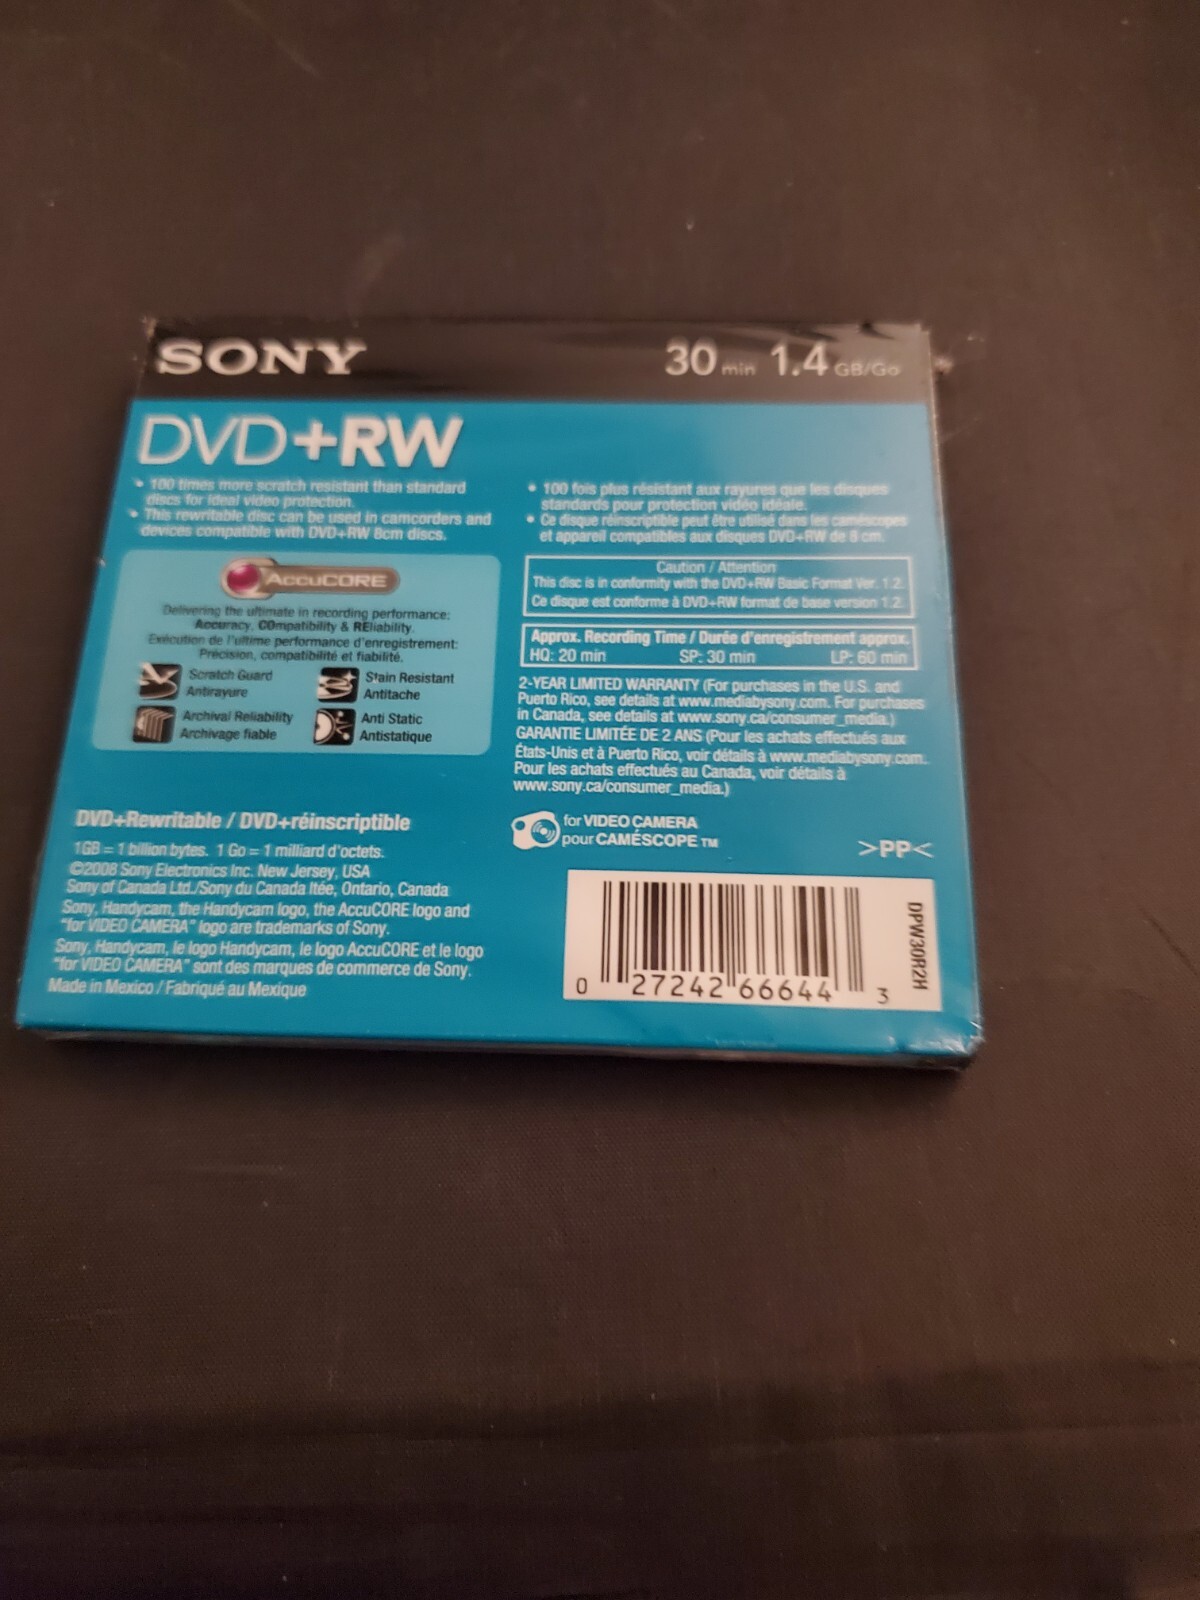 SONY
30 min 1.4 GB/Go
DVD+RW
• 100 times more scratch resistant than standard
discs for ideal video protection.
• This rewritable disc can be used in camcorders and
devices compatible with DVD+RW 8cm discs.
• 100 fois plus résistant aux rayures que les disques
standards pour protection vidéo idéale.
• Ce disque réinscriptible peut être utilisé dans les caméscopes
et appareil compatibles aux disques DVD+RW de 8 cm.
AccuCORE
Delivering the ultimate in recording performance:
Accuracy, COmpatibility & REliability.
Exécution de l'ultime performance d'enregistrement:
Précision, compatibilité et fiabilité.
Scratch Guard
Antirayure
Stain Resistant
Antitache
Archival Reliability
Archivage fiable
Anti Static
Antistatique
Caution / Attention
This disc is in conformity with the DVD+RW Basic Format Ver. 1.2.
Ce disque est conforme à DVD+RW format de base version 1.2.
Approx. Recording Time / Durée d'enregistrement approx.
HQ: 20 min SP: 30 min LP: 60 min
2-YEAR LIMITED WARRANTY (For purchases in the U.S. and
Puerto Rico, see details at www.mediabysony.com. For purchases
in Canada, see details at www.sony.ca/consumer_media.)
GARANTIE LIMITÉE DE 2 ANS (Pour les achats effectués aux
États-Unis et à Puerto Rico, voir détails à www.mediabysony.com.
Pour les achats effectués au Canada, voir détails à
www.sony.ca/consumer_media.)
DVD+Rewritable / DVD+réinscriptible
1GB = 1 billion bytes. 1 Go = 1 milliard d'octets.
©2008 Sony Electronics Inc. New Jersey, USA
Sony of Canada Ltd./Sony du Canada ltée, Ontario, Canada
Sony, Handycam, the Handycam logo, the AccuCORE logo and
"for VIDEO CAMERA" logo are trademarks of Sony.
Sony, Handycam, le logo Handycam, le logo AccuCORE et le logo
"for VIDEO CAMERA" sont des marques de commerce de Sony.
Made in Mexico / Fabriqué au Mexique
for VIDEO CAMERA
pour CAMÉSCOPE TM
>PP<
DPW30R2H
0 27242 66644 3